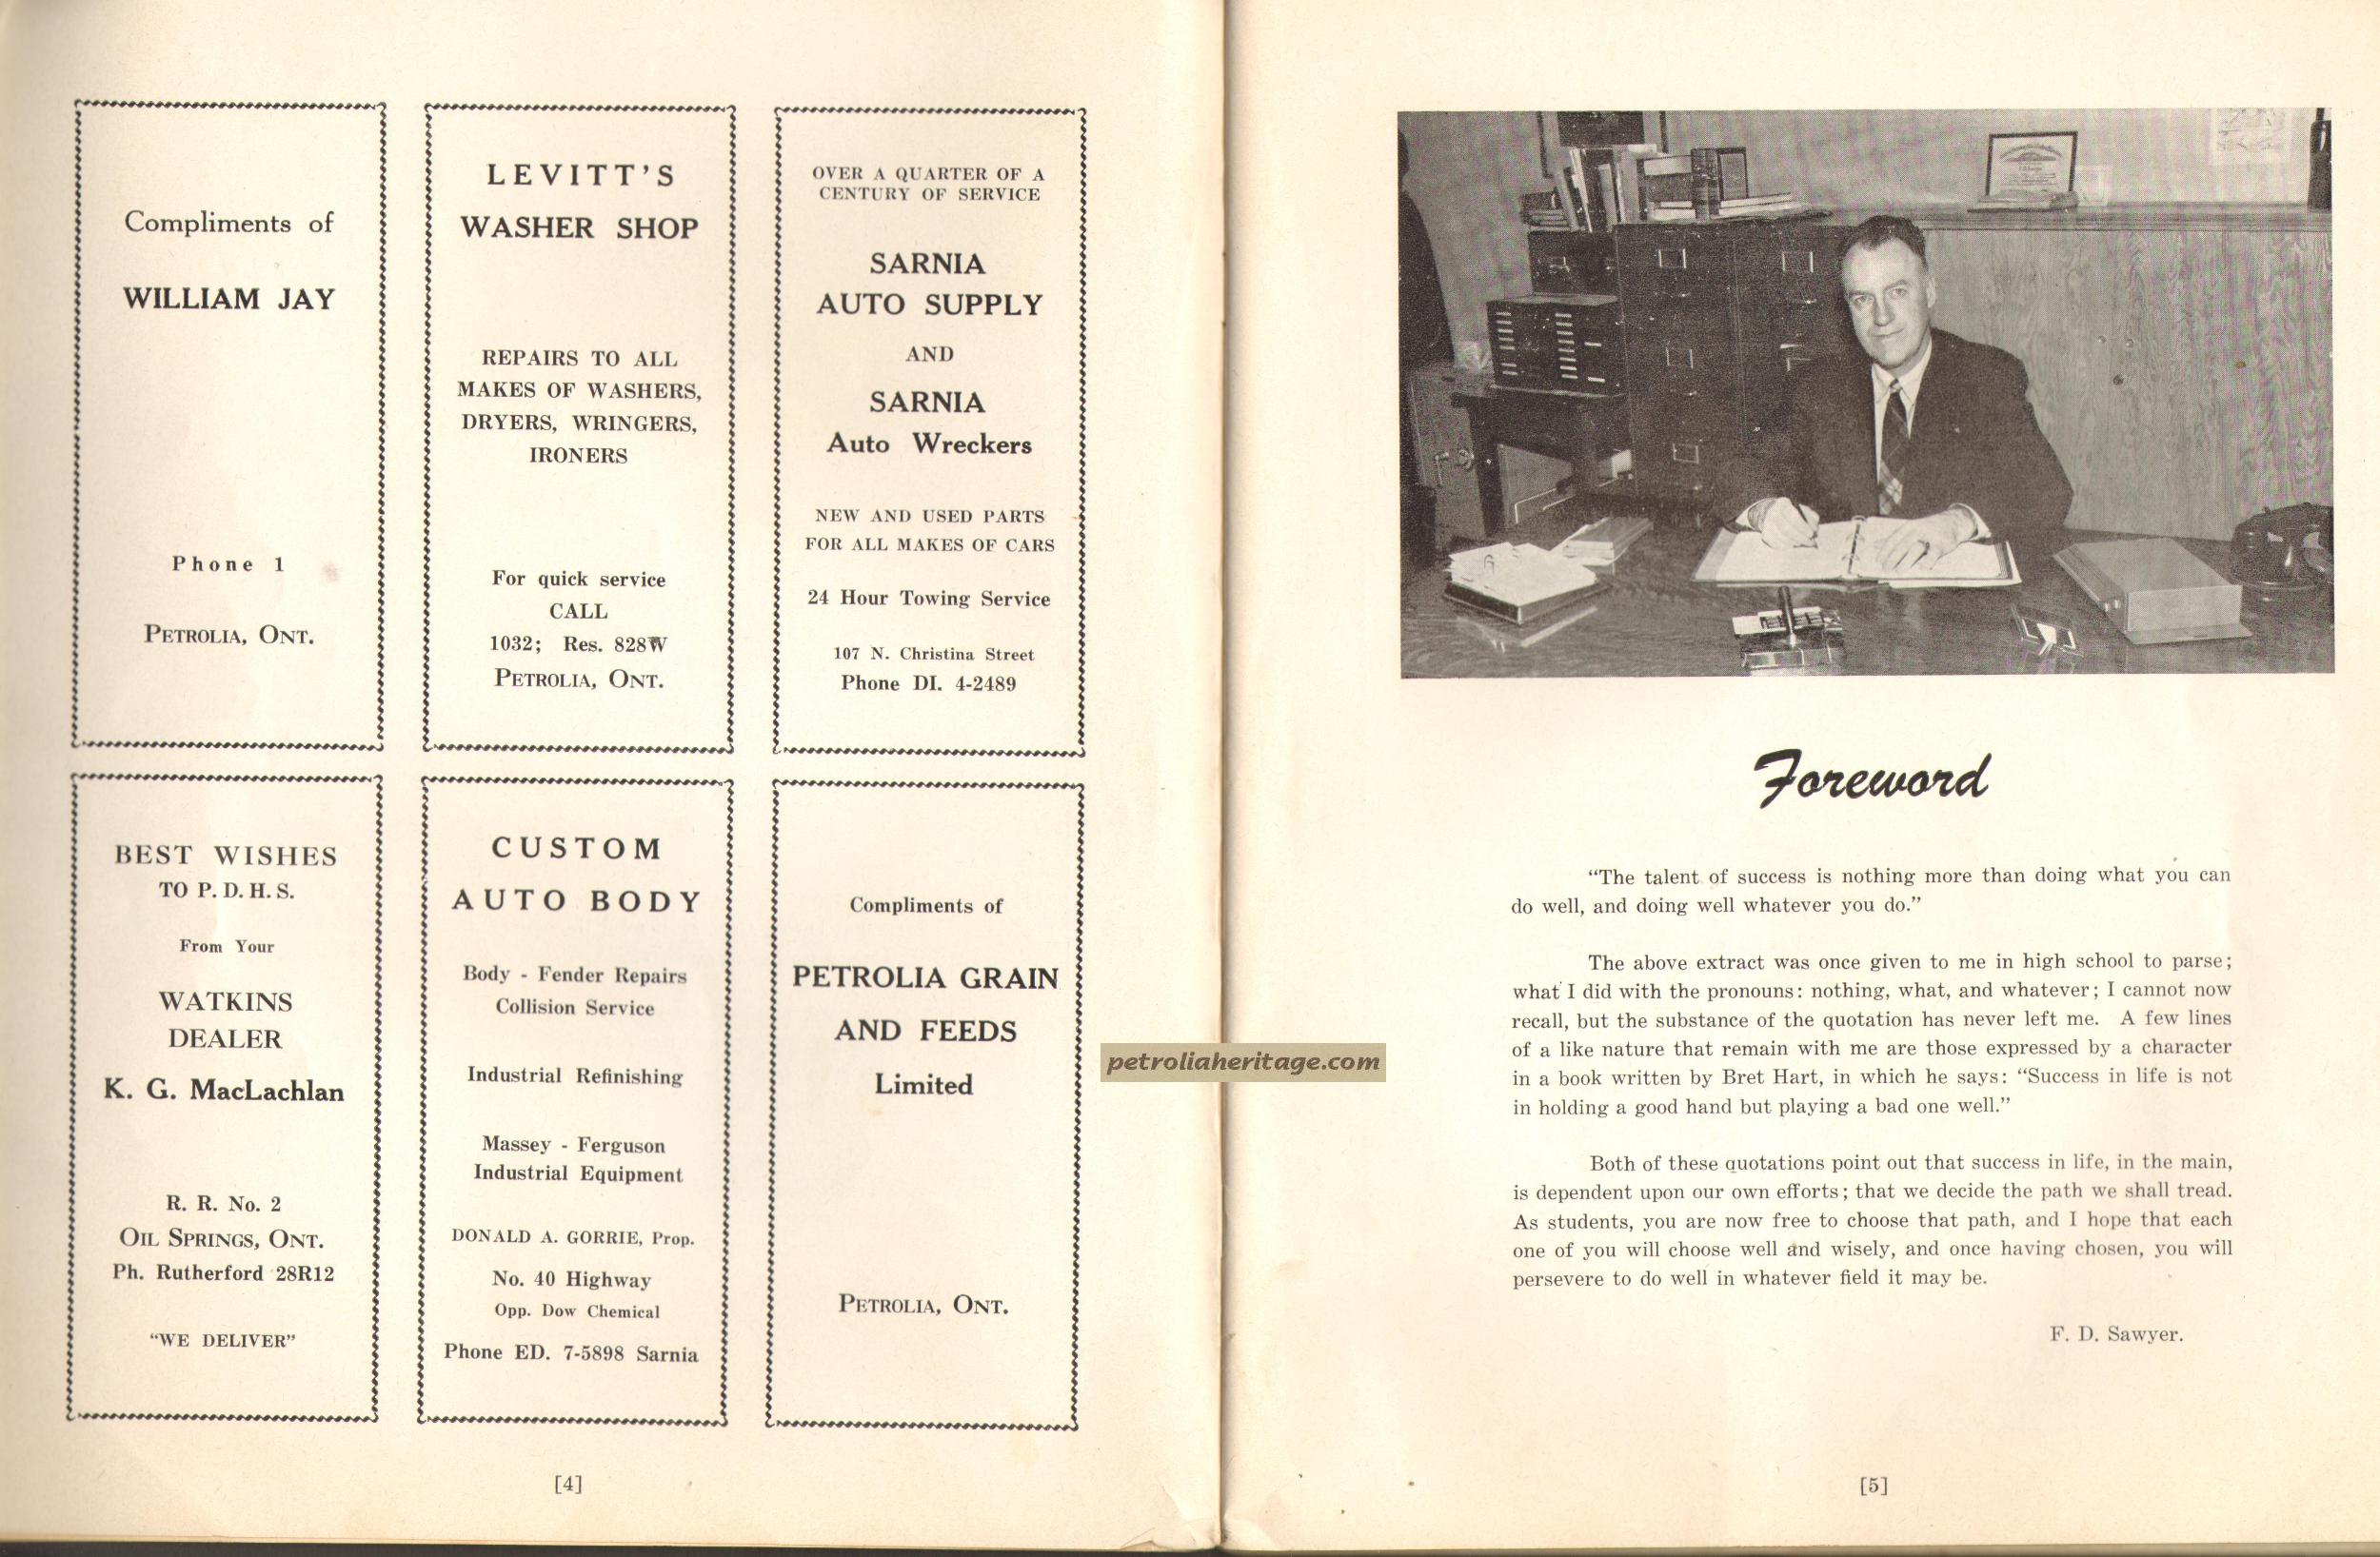 Compliments of
WILLIAM JAY
Phone 1
PETROLIA, ONT.
LEVITT'S
WASHER SHOP
REPAIRS TO ALL
MAKES OF WASHERS,
DRYERS, WRINGERS,
IRONERS
For quick service
CALL
1032; Res. 828W
PETROLIA, ONT.
OVER A QUARTER OF A
CENTURY OF SERVICE
SARNIA
AUTO SUPPLY
AND
SARNIA
Auto Wreckers
NEW AND USED PARTS
FOR ALL MAKES OF CARS
24 Hour Towing Service
107 N. Christina Street
Phone DI. 4-2489
BEST WISHES
TO P. D. H. S.
From Your
WATKINS
DEALER
K. G. MacLachlan
R. R. No. 2
OIL SPRINGS, ONT.
Ph. Rutherford 28R12
"WE DELIVER"
CUSTOM
AUTO BODY
Body - Fender Repairs
Collision Service
Industrial Refinishing
Massey - Ferguson
Industrial Equipment
DONALD A. GORRIE, Prop.
No. 40 Highway
Opp. Dow Chemical
Phone ED. 7-5898 Sarnia
Compliments of
PETROLIA GRAIN
AND FEEDS
Limited
PETROLIA, ONT.
[4]
petroliaheritage.com
Foreword
"The talent of success is nothing more than doing what you can
do well, and doing well whatever you do."
The above extract was once given to me in high school to parse;
what I did with the pronouns: nothing, what, and whatever; I cannot now
recall, but the substance of the quotation has never left me. A few lines
of a like nature that remain with me are those expressed by a character
in a book written by Bret Hart, in which he says: "Success in life is not
in holding a good hand but playing a bad one well."
Both of these quotations point out that success in life, in the main,
is dependent upon our own efforts; that we decide the path we shall tread.
As students, you are now free to choose that path, and I hope that each
one of you will choose well and wisely, and once having chosen, you will
persevere to do well in whatever field it may be.
F. D. Sawyer.
[5]